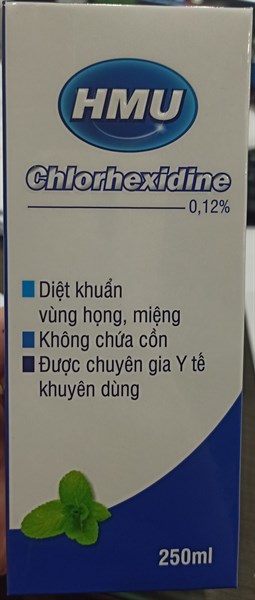 HMU
Chlorhexidine
0,12%
Diệt khuẩn
vùng họng, miệng
Không chứa cồn
Được chuyên gia Y tế
khuyên dùng
250ml